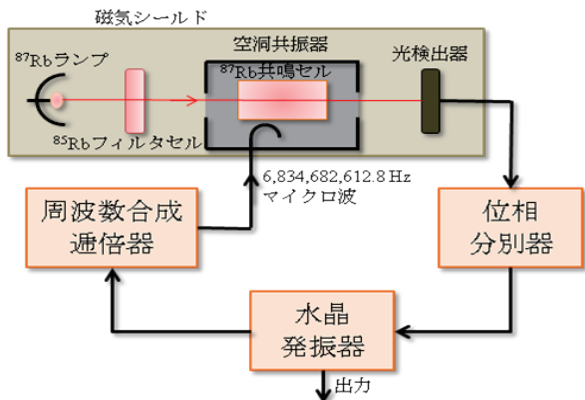 磁気シールド
87Rbランプ
空洞共振器
87Rb共鳴セル
光検出器
85Rbフィルタセル
6,834,682,612.8 Hz
マイクロ波
周波数合成
逓倍器
位相
分別器
水晶
発振器
出力